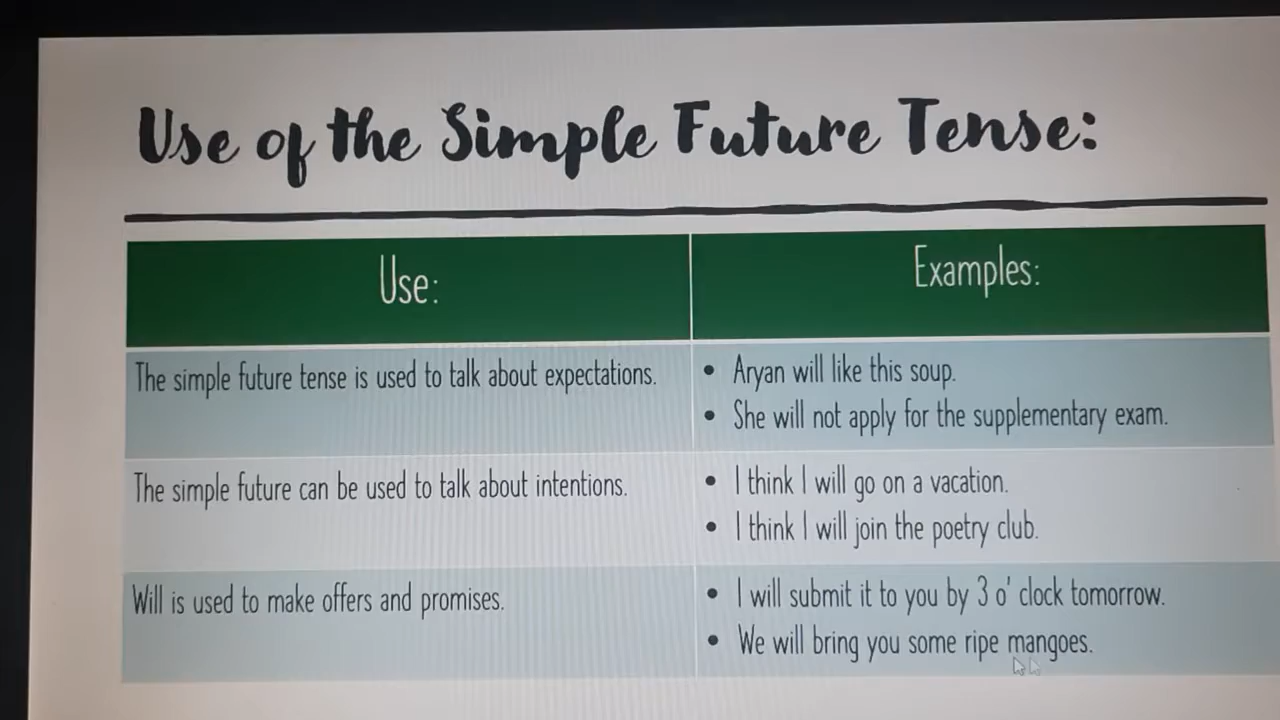 Use of the Simple Future Tense:
Use:
Examples:
The simple future tense is used to talk about expectations.
• Aryan will like this soup.
• She will not apply for the supplementary exam.
The simple future can be used to talk about intentions.
• I think I will go on a vacation.
• I think I will join the poetry club.
Will is used to make offers and promises.
• I will submit it to you by 3 o' clock tomorrow.
• We will bring you some ripe mangoes.